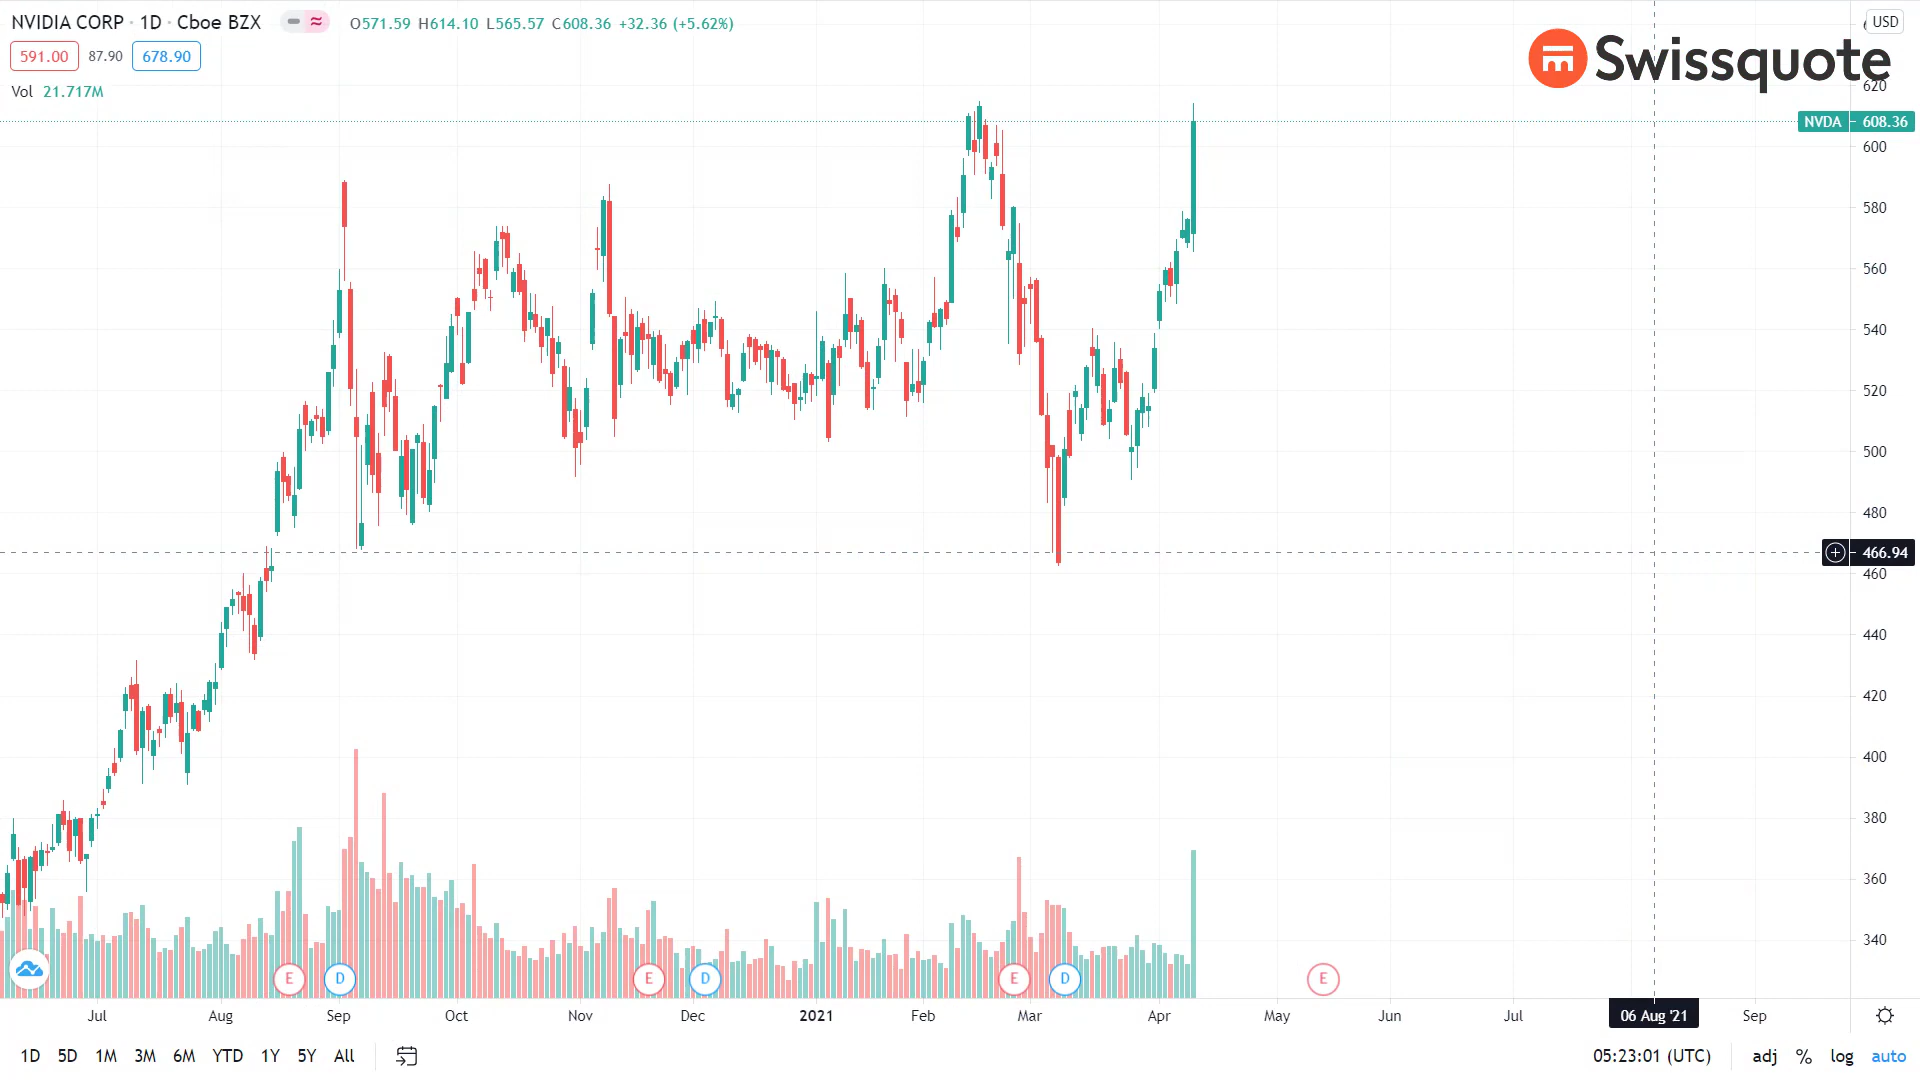 NVIDIA CORP · 1D · Cboe BZX
O571.59 H614.10 L565.57 C608.36 +32.36 (+5.62%)
USD
591.00 87.90 678.90
Swissquote
Vol 21.717M
620
NVDA 608.36
600
580
560
540
520
500
480
466.94
460
440
420
400
380
360
340
E D E D E D E
Jul Aug Sep Oct Nov Dec 2021 Feb Mar Apr May Jun Jul 06 Aug '21 Sep
1D 5D 1M 3M 6M YTD 1Y 5Y All 05:23:01 (UTC) adj % log auto